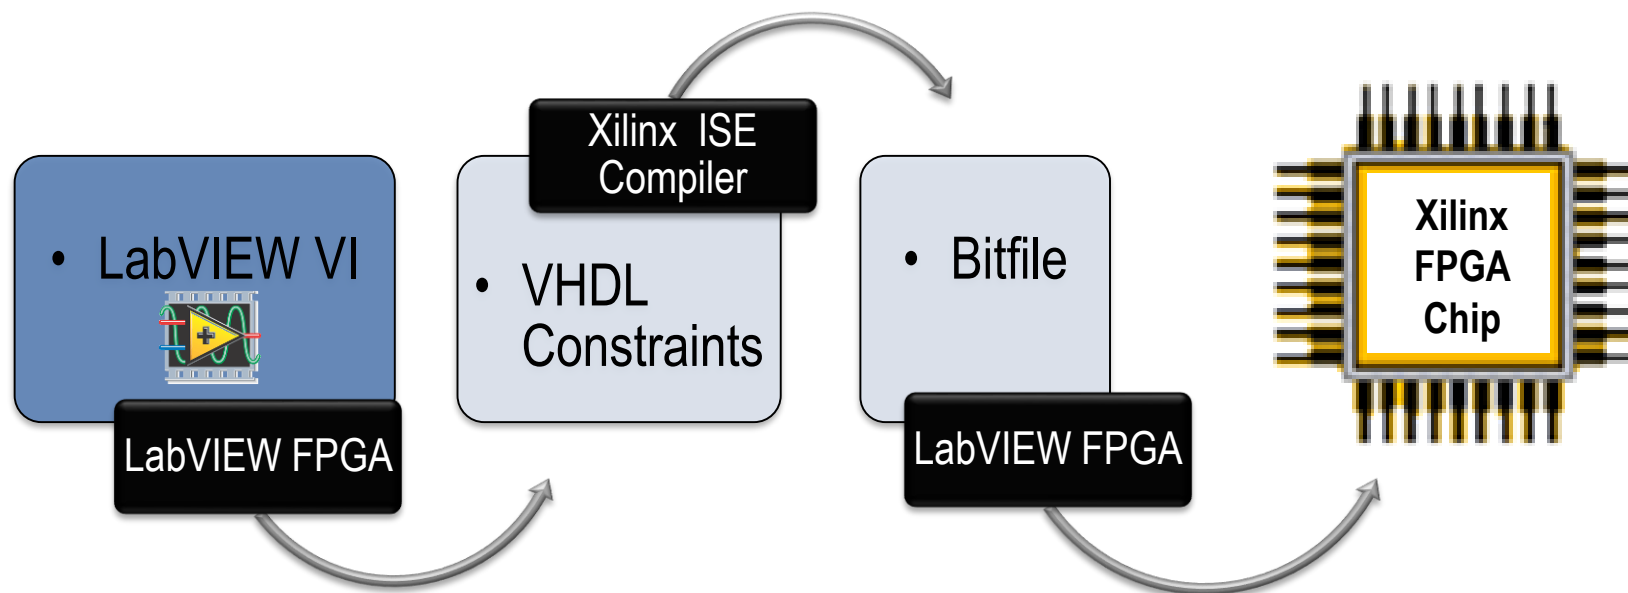 • LabVIEW VI
LabVIEW FPGA
Xilinx ISE
Compiler
• VHDL
Constraints
• Bitfile
LabVIEW FPGA
Xilinx
FPGA
Chip